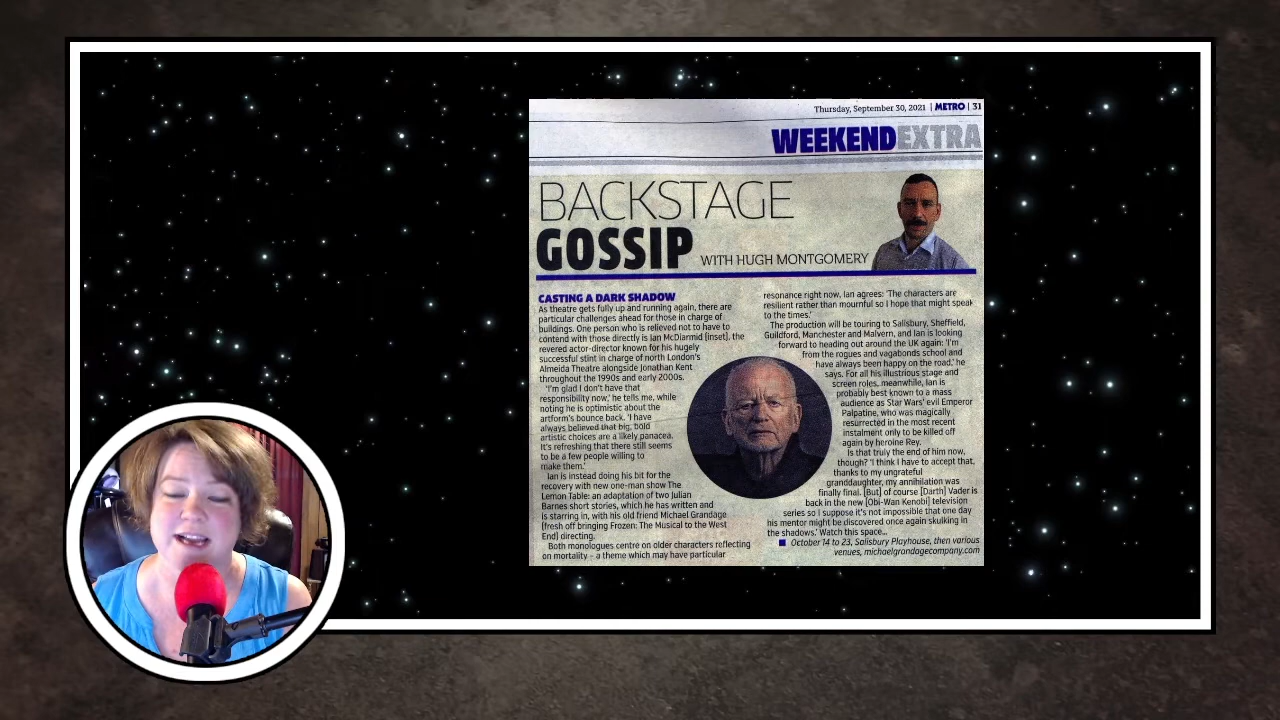 Thursday, September 30, 2021 | METRO | 31
WEEKENDEXTRA
BACKSTAGE
GOSSIP WITH HUGH MONTGOMERY
CASTING A DARK SHADOW
As theatre gets fully up and running again, there are
particular challenges ahead for those in charge of
buildings. One person who is relieved not to have to
contend with those directly is Ian McDiarmid [inset], the
revered actor-director known for his hugely
successful stint in charge of north London's
Almeida Theatre alongside Jonathan Kent
throughout the 1990s and early 2000s.
'I'm glad I don't have that
responsibility now,' he tells me, while
noting he is optimistic about the
artform's bounce back. 'I have
always believed that big, bold
artistic choices are a likely panacea.
It's refreshing that there still seems
to be a few people willing to
make them.'
Ian is instead doing his bit for the
recovery with new one-man show The
Lemon Table: an adaptation of two Julian
Barnes short stories, which he has written and
is starring in, with his old friend Michael Grandage
(fresh off bringing Frozen: The Musical to the West
End) directing.
Both monologues centre on older characters reflecting
on mortality – a theme which may have particular
resonance right now, Ian agrees: 'The characters are
resilient rather than mournful so I hope that might speak
to the times.'
The production will be touring to Salisbury, Sheffield,
Guildford, Manchester and Malvern, and Ian is looking
forward to heading out around the UK again: 'I'm
from the rogues and vagabonds school and
have always been happy on the road,' he
says. For all his illustrious stage and
screen roles, meanwhile, Ian is
probably best known to a mass
audience as Star Wars' evil Emperor
Palpatine, who was magically
resurrected in the most recent
instalment only to be killed off
again by heroine Rey.
Is that truly the end of him now,
though? 'I think I have to accept that,
thanks to my ungrateful
granddaughter, my annihilation was
finally final. [But] of course [Darth] Vader is
back in the new [Obi-Wan Kenobi] television
series so I suppose it's not impossible that one day
his mentor might be discovered once again skulking in
the shadows.' Watch this space...
■ October 14 to 23, Salisbury Playhouse, then various
venues, michaelgrandagecompany.com